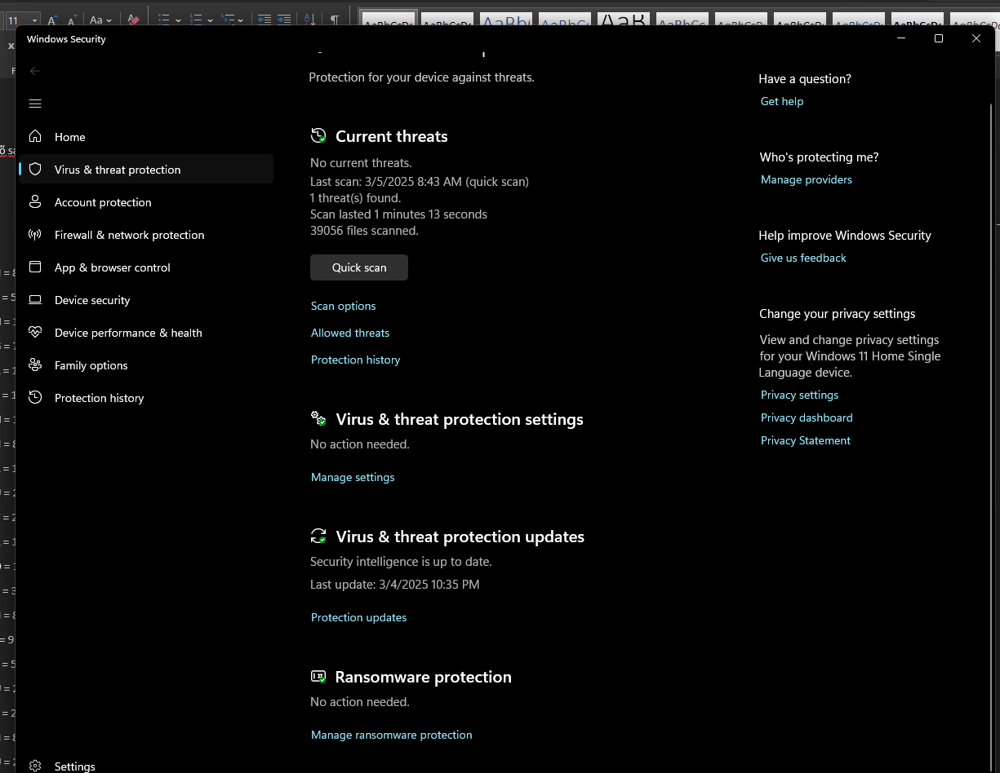 11
Aa
Windows Security
Protection for your device against threats.
Home
Virus & threat protection
Account protection
Firewall & network protection
App & browser control
Device security
Device performance & health
Family options
Protection history
Settings
Current threats
No current threats.
Last scan: 3/5/2025 8:43 AM (quick scan)
1 threat(s) found.
Scan lasted 1 minutes 13 seconds
39056 files scanned.
Quick scan
Scan options
Allowed threats
Protection history
Virus & threat protection settings
No action needed.
Manage settings
Virus & threat protection updates
Security intelligence is up to date.
Last update: 3/4/2025 10:35 PM
Protection updates
Ransomware protection
No action needed.
Manage ransomware protection
Have a question?
Get help
Who's protecting me?
Manage providers
Help improve Windows Security
Give us feedback
Change your privacy settings
View and change privacy settings
for your Windows 11 Home Single
Language device.
Privacy settings
Privacy dashboard
Privacy Statement